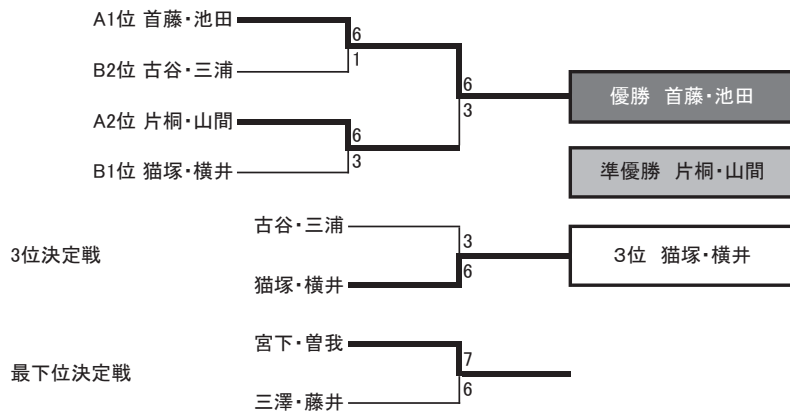 A1位 首藤・池田
6
1
B2位 古谷・三浦
6
3
優勝 首藤・池田
A2位 片桐・山間
6
3
B1位 猫塚・横井
準優勝 片桐・山間
3位決定戦
古谷・三浦
3
6
猫塚・横井
3位 猫塚・横井
最下位決定戦
宮下・曽我
7
6
三澤・藤井